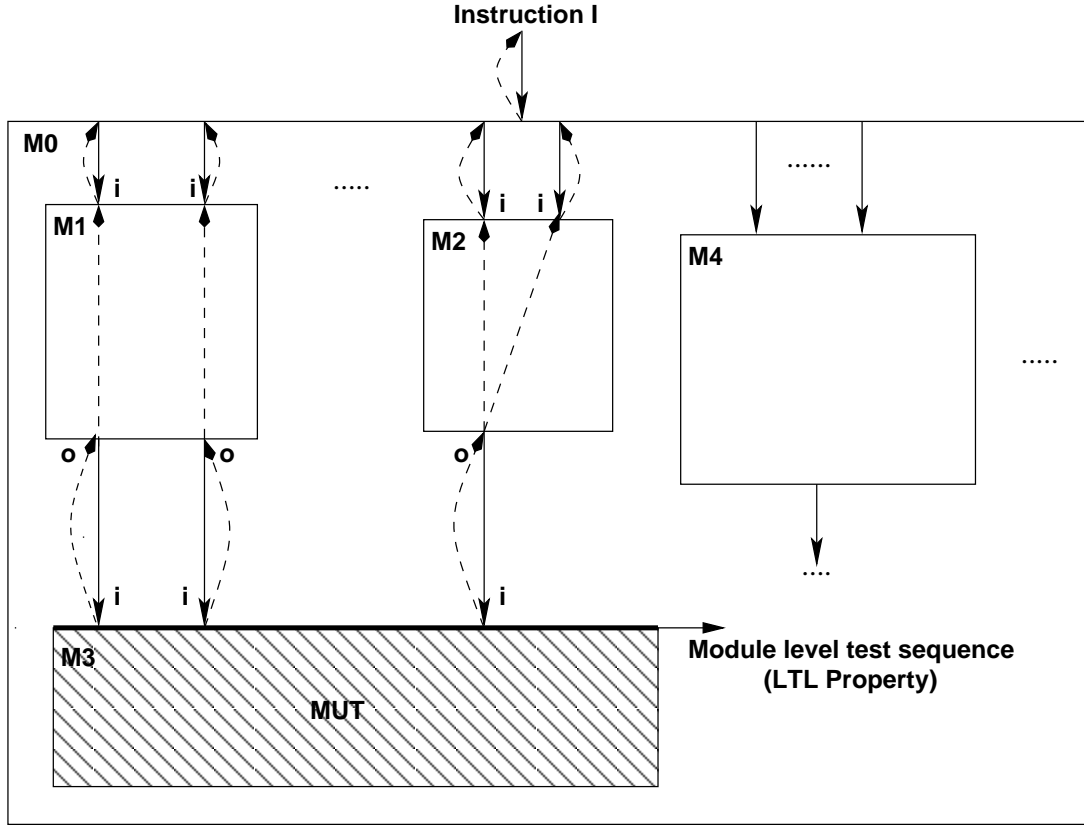 Instruction I
M0
......
i i ..... i i
M1
M2
M4
.....
o o o
....
i i i
M3
Module level test sequence
(LTL Property)
MUT